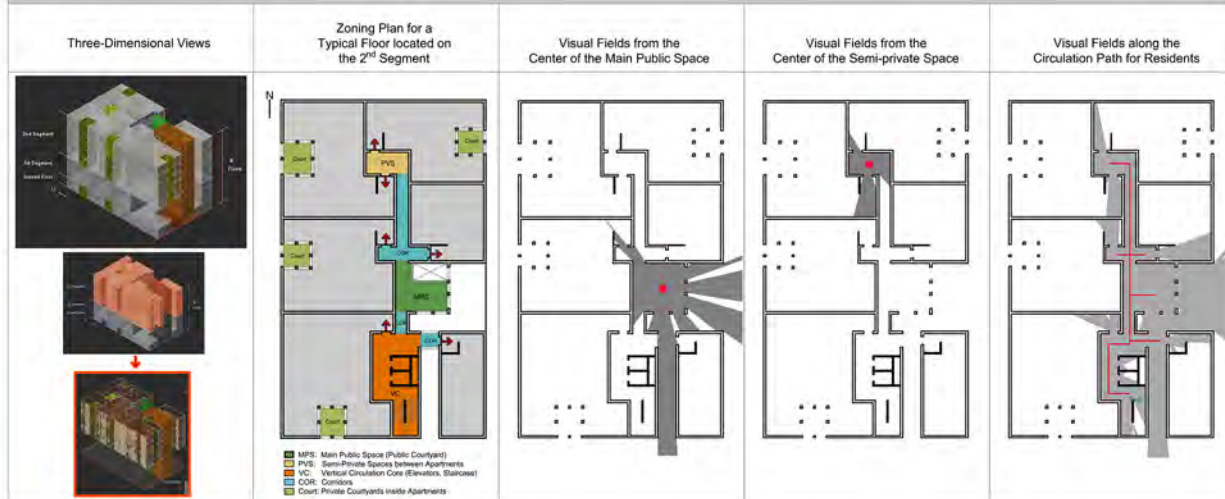 Three-Dimensional Views
Zoning Plan for a
Typical Floor located on
the 2nd Segment
Visual Fields from the
Center of the Main Public Space
Visual Fields from the
Center of the Semi-private Space
Visual Fields along the
Circulation Path for Residents
2nd Segment
1st Segment
Ground Floor
8
Floors
N
Court
Court
PVS
Court
COR
MPS
COR
COR
VC
Court
MPS: Main Public Space (Public Courtyard)
PVS: Semi-Private Spaces between Apartments
VC: Vertical Circulation Core (Elevators, Staircase)
COR: Corridors
Court: Private Courtyards inside Apartments